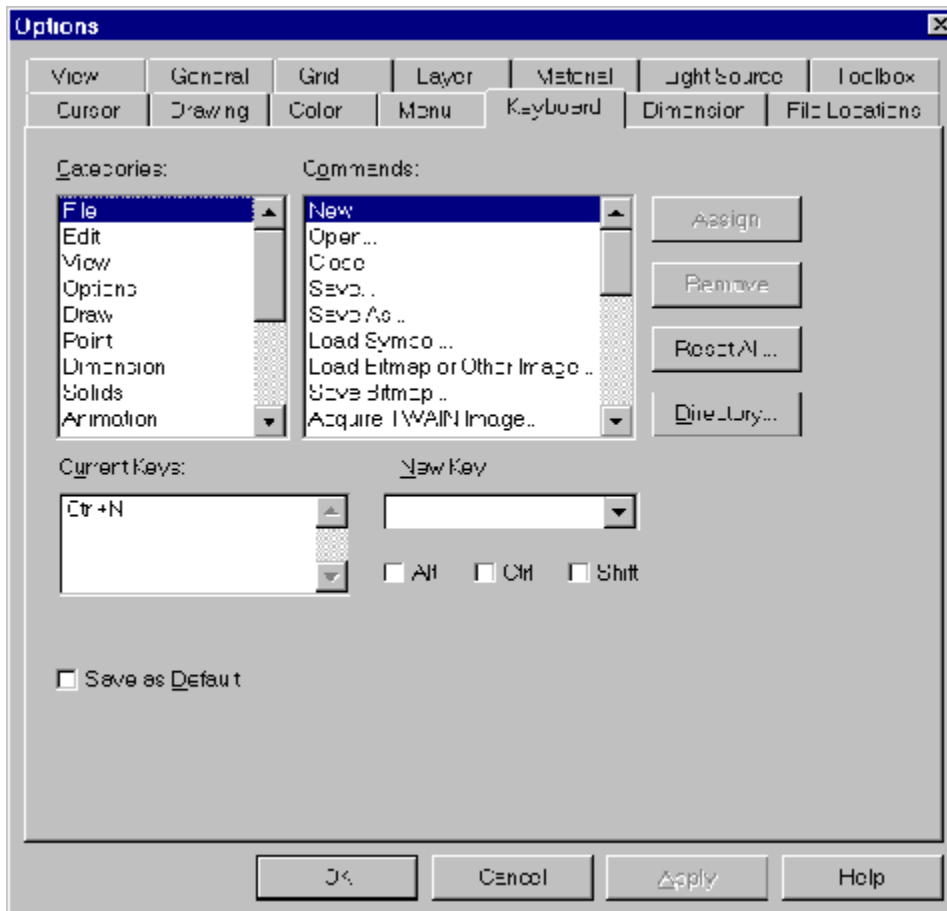 Options
View General Grid Layer Material Light Source Toolbox
Cursor Drawing Color Menu Keyboard Dimension File Locations
Categories: Commands:
File New Assign
Edit Open...
View Close
Options Save... Remove
Draw Save As...
Point Load Symbol... Reset All...
Dimension Load Bitmap or Other Image...
Solids Save Bitmap...
Animation Acquire TWAIN Image... Directory...
Current Keys: New Key
Ctrl+N
Alt Ctrl Shift
Save as Default
OK Cancel Apply Help